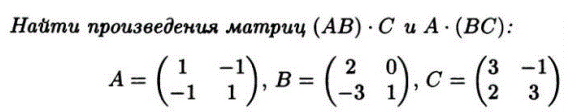 Найти произведения матриц (AB) · C и A · (BC):
A = ( 1 -1
-1 1 ), B = ( 2 0
-3 1 ), C = ( 3 -1
2 3 )